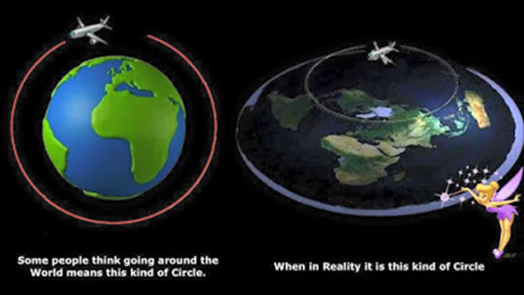 Some people think going around the
World means this kind of Circle.
When in Reality it is this kind of Circle